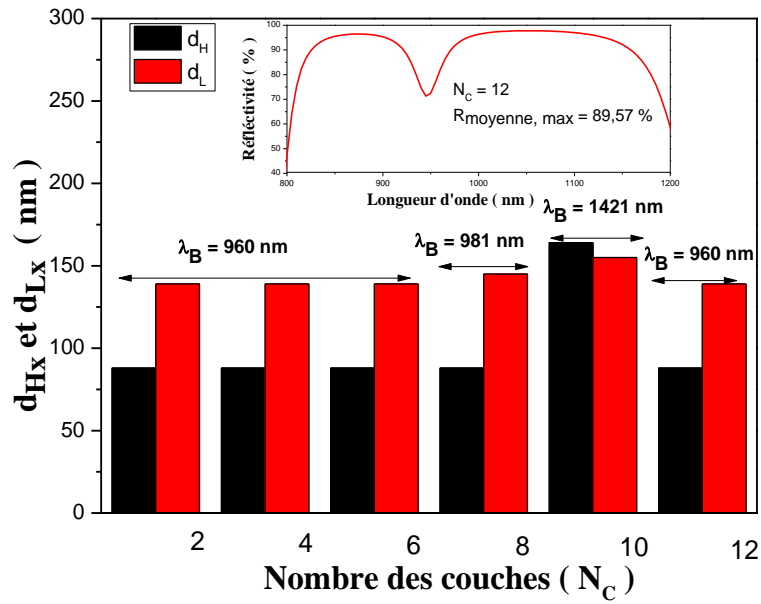 300
250
200
150
100
50
0
d_Hx et d_Lx ( nm )
d_H
d_L
100
90
80
70
60
50
40
Réfléctivité ( % )
N_C = 12
R_moyenne, max = 89,57 %
800 900 1000 1100 1200
Longueur d'onde ( nm )
λ_B = 960 nm
λ_B = 981 nm
λ_B = 1421 nm
λ_B = 960 nm
2 4 6 8 10 12
Nombre des couches ( N_C )